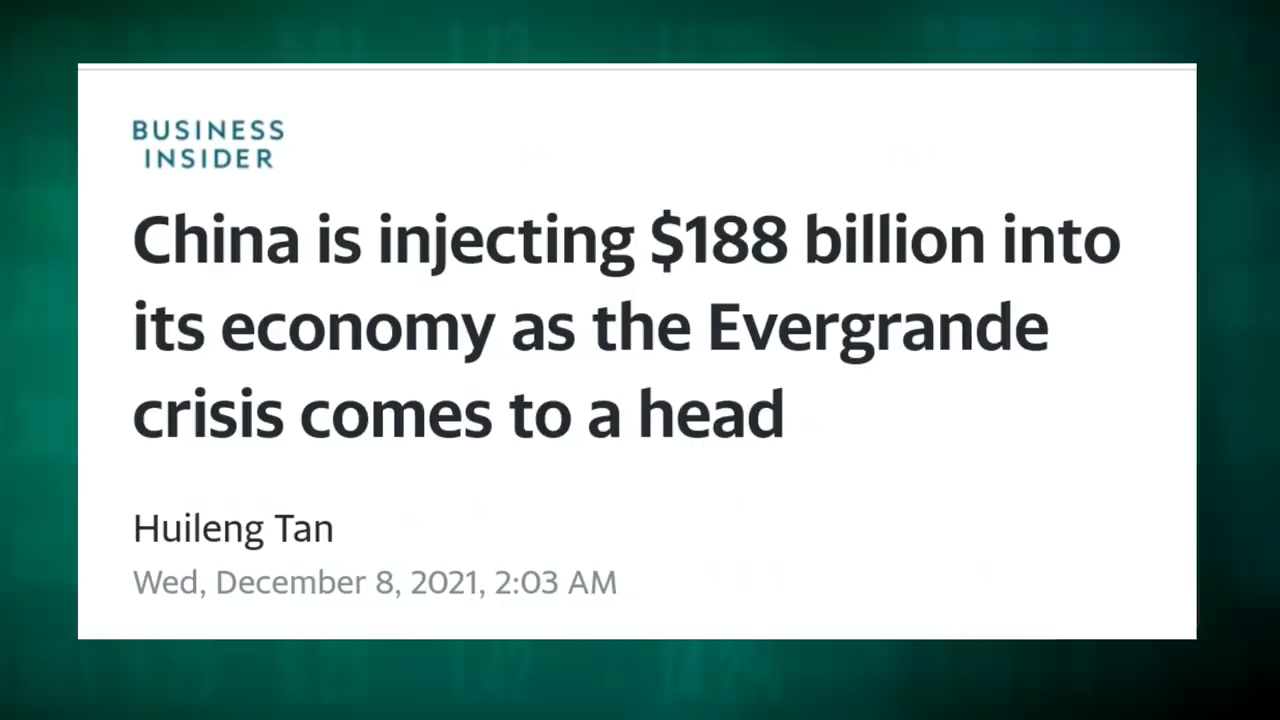 BUSINESS
INSIDER
China is injecting $188 billion into
its economy as the Evergrande
crisis comes to a head
Huileng Tan
Wed, December 8, 2021, 2:03 AM